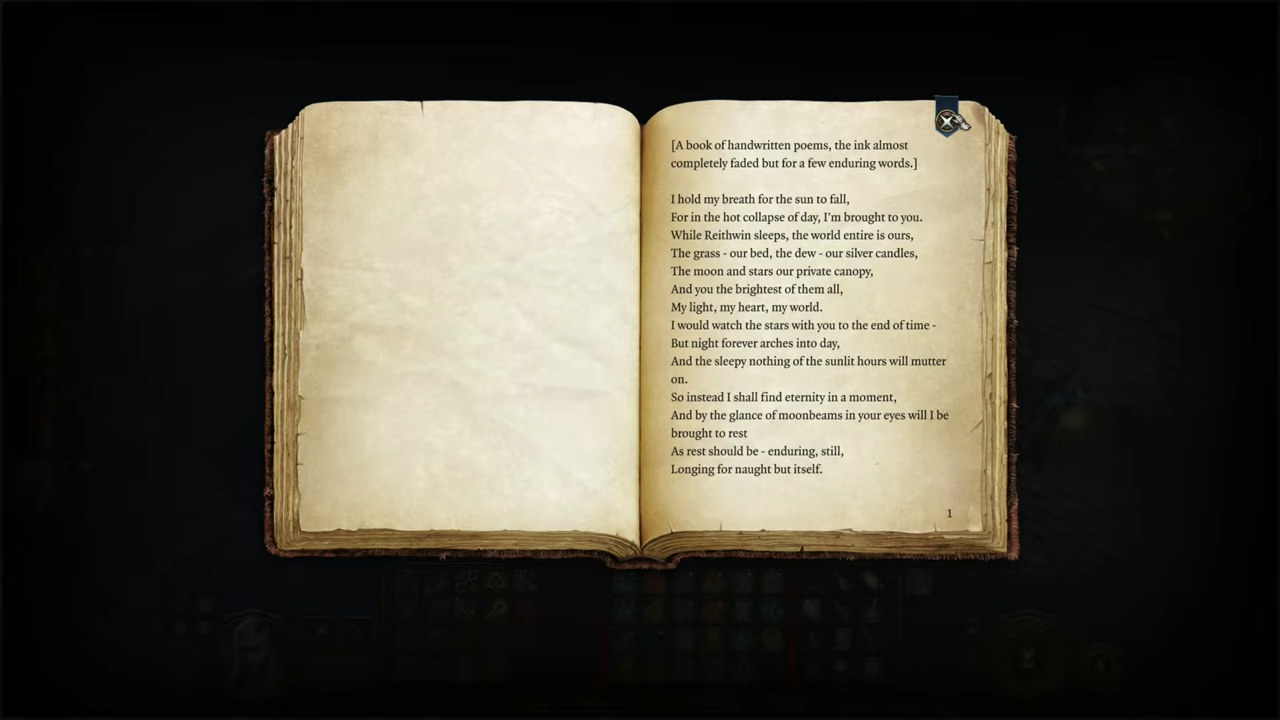 [A book of handwritten poems, the ink almost
completely faded but for a few enduring words.]
I hold my breath for the sun to fall,
For in the hot collapse of day, I'm brought to you.
While Reithwin sleeps, the world entire is ours,
The grass - our bed, the dew - our silver candles,
The moon and stars our private canopy,
And you the brightest of them all,
My light, my heart, my world.
I would watch the stars with you to the end of time -
But night forever arches into day,
And the sleepy nothing of the sunlit hours will mutter
on.
So instead I shall find eternity in a moment,
And by the glance of moonbeams in your eyes will I be
brought to rest
As rest should be - enduring, still,
Longing for naught but itself.
1